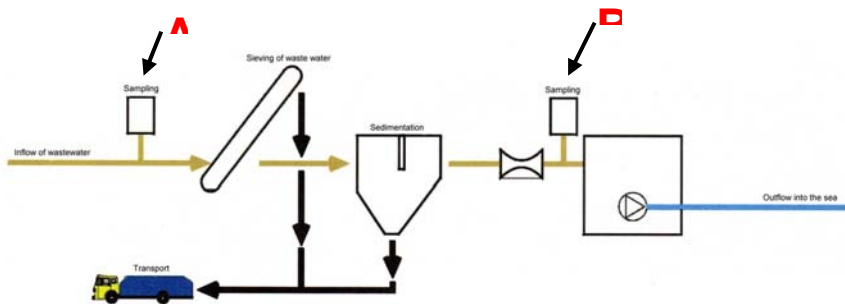 A
Sieving of waste water
Sampling
Sampling
Sedimentation
Inflow of wastewater
Outflow into the sea
Transport